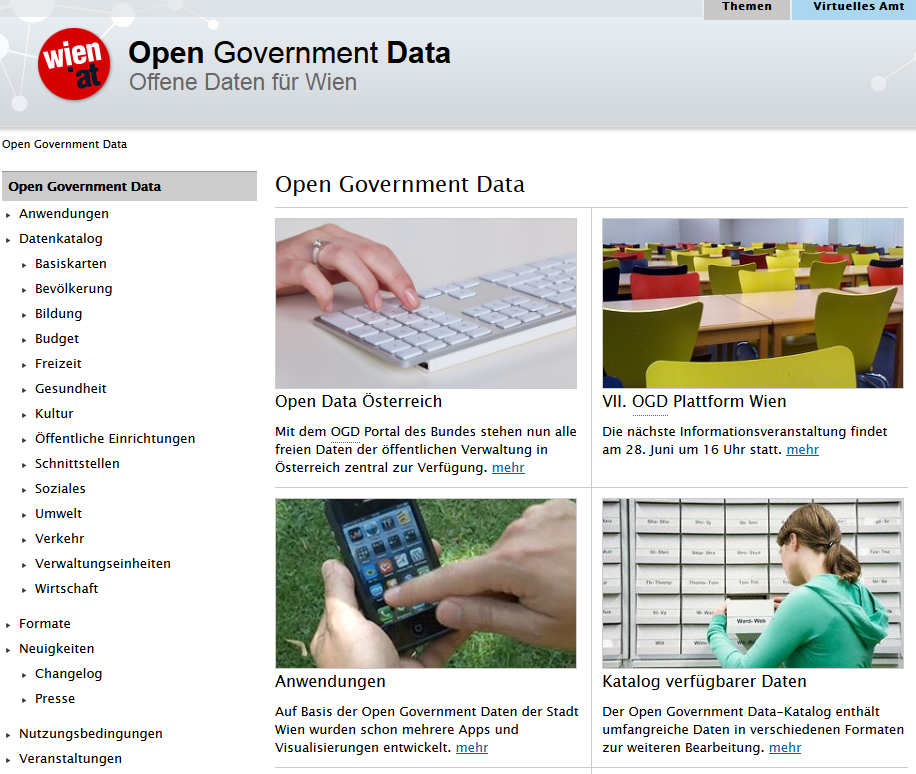 Themen
Virtuelles Amt
wien.at
Open Government Data
Offene Daten für Wien
Open Government Data
Open Government Data
Anwendungen
Datenkatalog
Basiskarten
Bevölkerung
Bildung
Budget
Freizeit
Gesundheit
Kultur
Öffentliche Einrichtungen
Schnittstellen
Soziales
Umwelt
Verkehr
Verwaltungseinheiten
Wirtschaft
Formate
Neuigkeiten
Changelog
Presse
Nutzungsbedingungen
Veranstaltungen
Open Government Data
Open Data Österreich
Mit dem OGD Portal des Bundes stehen nun alle
freien Daten der öffentlichen Verwaltung in
Österreich zentral zur Verfügung. mehr
VII. OGD Plattform Wien
Die nächste Informationsveranstaltung findet
am 28. Juni um 16 Uhr statt. mehr
Anwendungen
Auf Basis der Open Government Daten der Stadt
Wien wurden schon mehrere Apps und
Visualisierungen entwickelt. mehr
Ward- Web
Katalog verfügbarer Daten
Der Open Government Data-Katalog enthält
umfangreiche Daten in verschiedenen Formaten
zur weiteren Bearbeitung. mehr